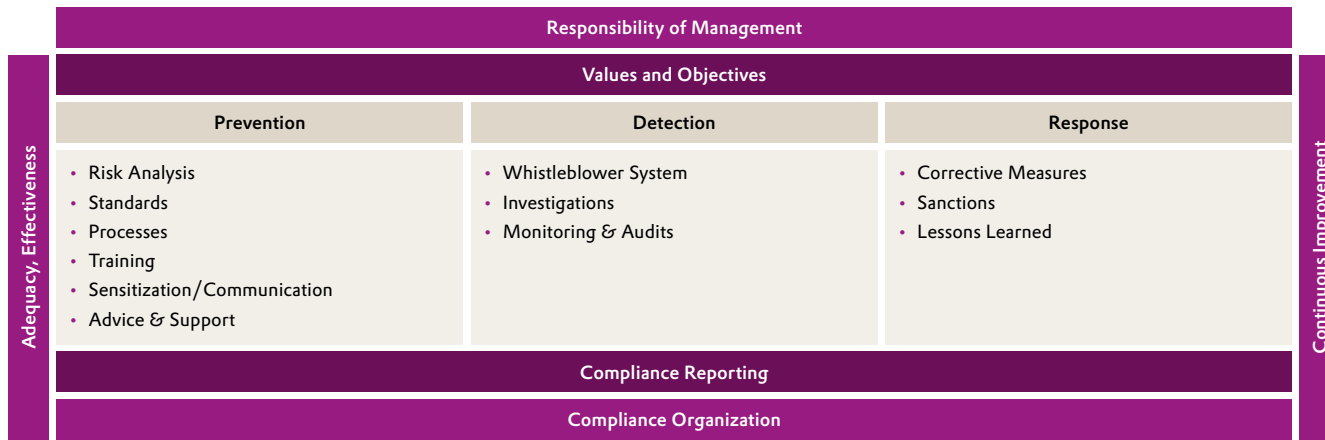 Responsibility of Management
Values and Objectives
Adequacy, Effectiveness
Prevention
• Risk Analysis
• Standards
• Processes
• Training
• Sensitization/Communication
• Advice & Support
Detection
• Whistleblower System
• Investigations
• Monitoring & Audits
Response
• Corrective Measures
• Sanctions
• Lessons Learned
Continuous Improvement
Compliance Reporting
Compliance Organization